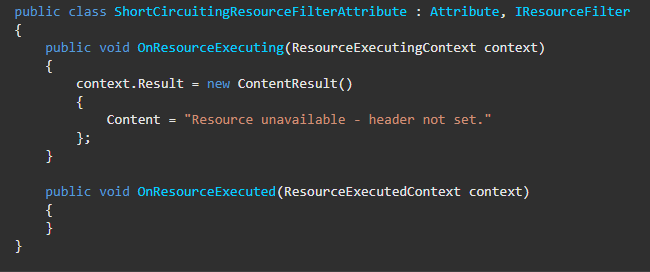 public class ShortCircuitingResourceFilterAttribute : Attribute, IResourceFilter
{
    public void OnResourceExecuting(ResourceExecutingContext context)
    {
        context.Result = new ContentResult()
        {
            Content = "Resource unavailable - header not set."
        };
    }

    public void OnResourceExecuted(ResourceExecutedContext context)
    {
    }
}